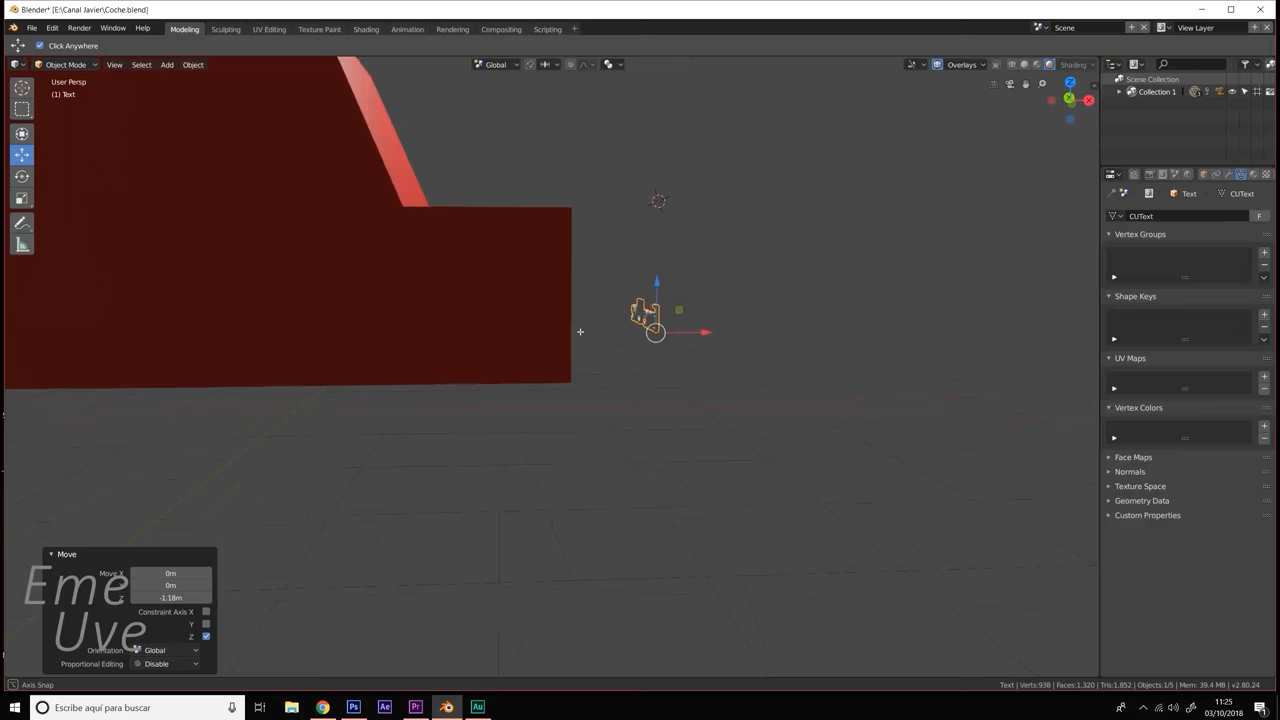 Blender* [E:\Canal Javier\Coche.blend]
File Edit Render Window Help
Modeling Sculpting UV Editing Texture Paint Shading Animation Rendering Compositing Scripting
Scene
View Layer
Click Anywhere
Object Mode View Select Add Object
Global
Overlays
Shading
User Persp
(1) Text
Scene Collection
Collection 1
Text CUText
CUText
F
Vertex Groups
Shape Keys
UV Maps
Vertex Colors
Face Maps
Normals
Texture Space
Geometry Data
Custom Properties
Move
Move X 0m
0m
Z -1.18m
Constraint Axis X
Y
Z
Orientation Global
Proportional Editing Disable
Eme
Uve
Axis Snap
Text | Verts:938 | Faces:1.320 | Tris:1.852 | Objects:1/5 | Mem: 39.4 MB | v2.80.24
Escribe aquí para buscar
11:25
03/10/2018